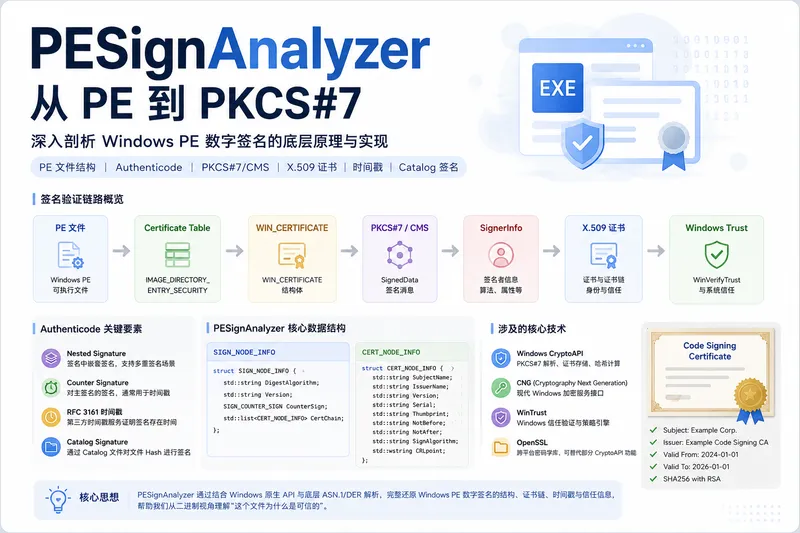 PESignAnalyzer
从 PE 到 PKCS#7
深入剖析 Windows PE 数字签名的底层原理与实现
PE 文件结构 | Authenticode | PKCS#7/CMS | X.509 证书 | 时间戳 | Catalog 签名
EXE
签名验证链路概览
PE 文件
Windows PE
可执行文件
Certificate Table
IMAGE_DIRECTORY_
ENTRY_SECURITY
WIN_CERTIFICATE
WIN_CERTIFICATE
结构体
PKCS#7 / CMS
SignedData
签名消息
SignerInfo
签名者信息
算法、属性等
X.509 证书
证书与证书链
身份与信任
Windows Trust
WinVerifyTrust
与系统信任
Authenticode 关键要素
Nested Signature
签名中嵌套签名，支持多重签名场景
Counter Signature
对主签名的签名，通常用于时间戳
RFC 3161 时间戳
第三方时间戳服务证明签名存在时间
Catalog Signature
通过 Catalog 文件对文件 Hash 进行签名
PESignAnalyzer 核心数据结构
SIGN_NODE_INFO
struct SIGN_NODE_INFO {
std::string DigestAlgorithm;
std::string Version;
SIGN_COUNTER_SIGN CounterSign;
std::list<CERT_NODE_INFO> CertChain;
};
CERT_NODE_INFO
struct CERT_NODE_INFO {
std::string SubjectName;
std::string IssuerName;
std::string Version;
std::string Serial;
std::string Thumbprint;
std::string NotBefore;
std::string NotAfter;
std::string SignAlgorithm;
std::wstring CRLpoint;
};
涉及的核心技术
Windows CryptoAPI
PKCS#7 解析、证书存储、哈希计算
CNG (Cryptography Next Generation)
现代 Windows 加密服务接口
WinTrust
Windows 信任验证与策略引擎
OpenSSL
跨平台密码学库，可替代部分 CryptoAPI 功能
Code Signing
Certificate
Subject: Example Corp.
Issuer: Example Code Signing CA
Valid From: 2024-01-01
Valid To: 2026-01-01
SHA256 with RSA
核心思想
PESignAnalyzer 通过结合 Windows 原生 API 与底层 ASN.1/DER 解析，完整还原 Windows PE 数字签名的结构、证书链、时间戳与信任信息，
帮助我们从二进制视角理解"这个文件为什么是可信的"。